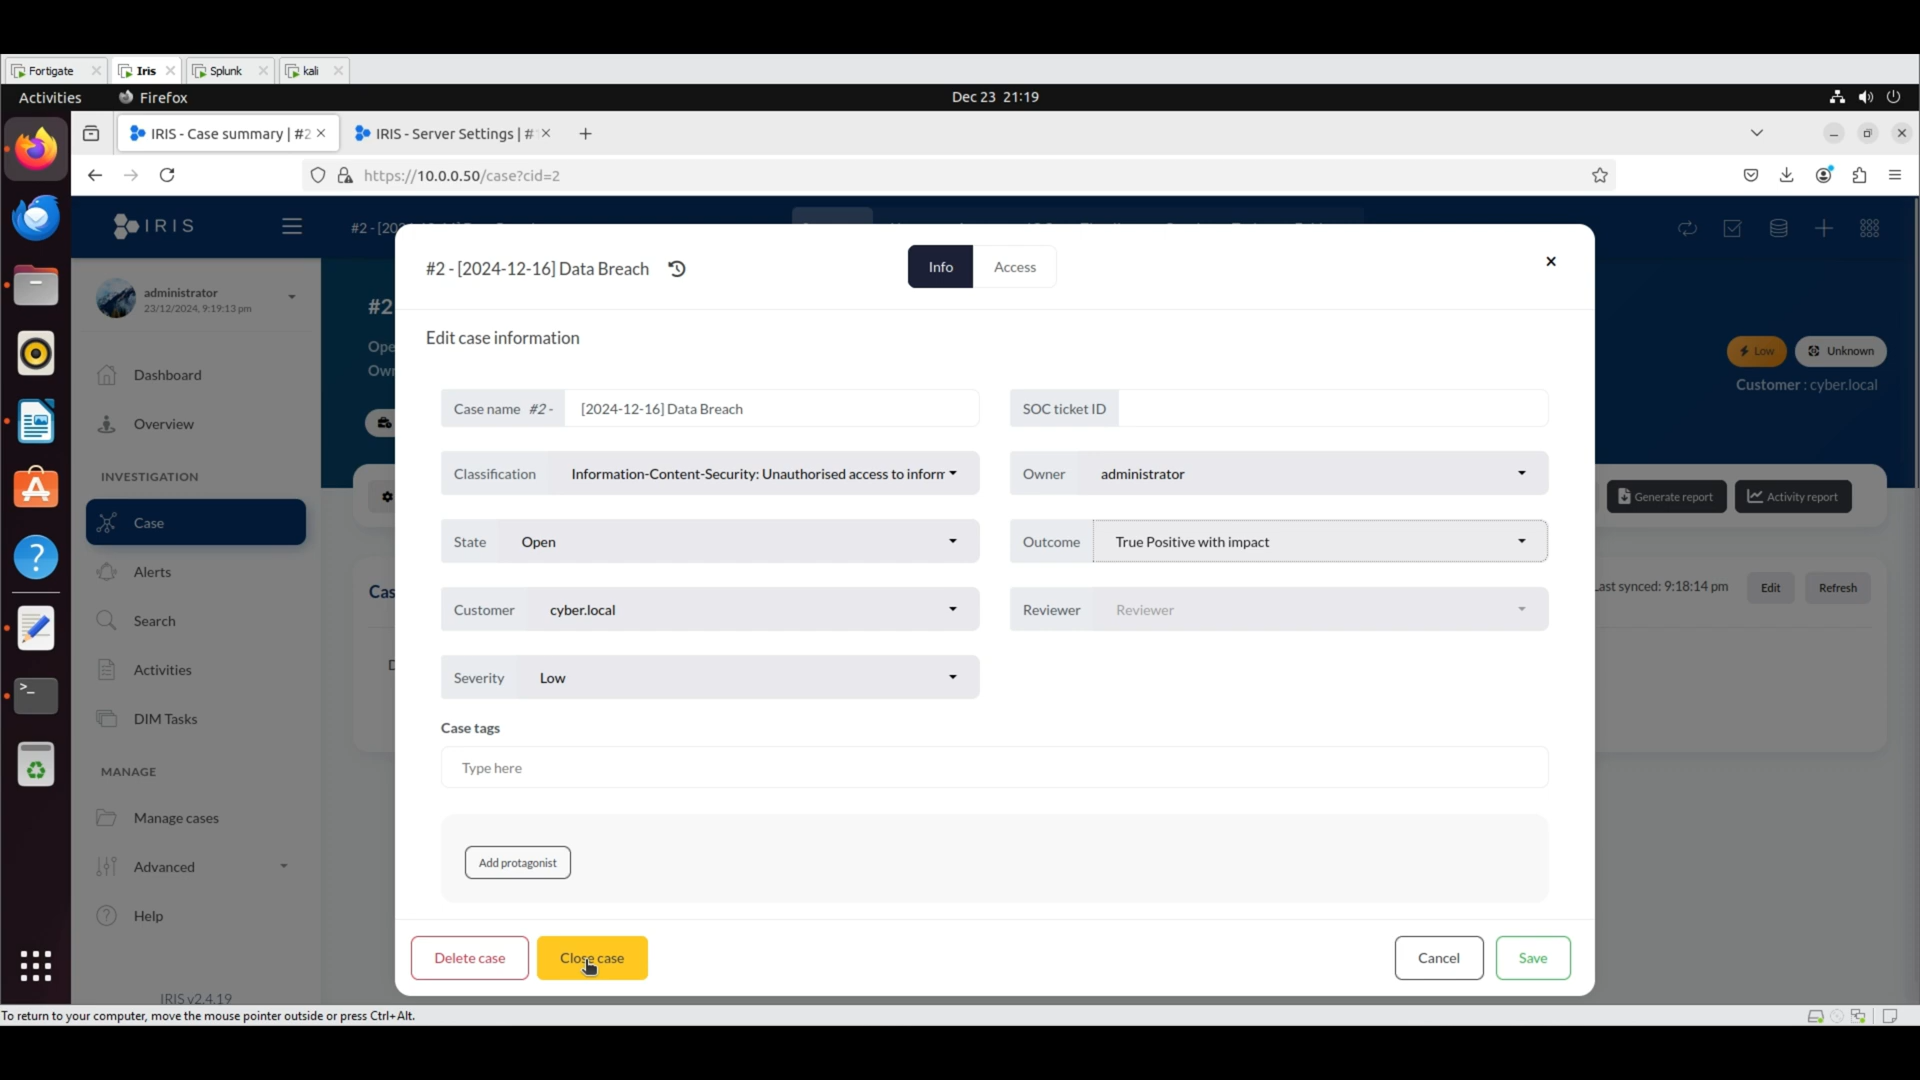 Fortigate
Iris
Splunk
kali
Activities
Firefox
Dec 23 21:19
IRIS - Case summary | #2
IRIS - Server Settings | #
https://10.0.0.50/case?cid=2
IRIS
#2 - [20
administrator
23/12/2024, 9:19:13 pm
Dashboard
Overview
INVESTIGATION
Case
Alerts
Search
Activities
DIM Tasks
MANAGE
Manage cases
Advanced
Help
IRIS v2.4.19
#2
Ope
Own
Cas
#2 - [2024-12-16] Data Breach
Info
Access
Edit case information
Case name #2 - [2024-12-16] Data Breach
SOC ticket ID
Classification Information-Content-Security: Unauthorised access to inform
Owner administrator
State Open
Outcome True Positive with impact
Customer cyber.local
Reviewer Reviewer
Severity Low
Case tags
Type here
Add protagonist
Delete case
Close case
Cancel
Save
Low
Unknown
Customer : cyber.local
Generate report
Activity report
Last synced: 9:18:14 pm
Edit
Refresh
To return to your computer, move the mouse pointer outside or press Ctrl+Alt.